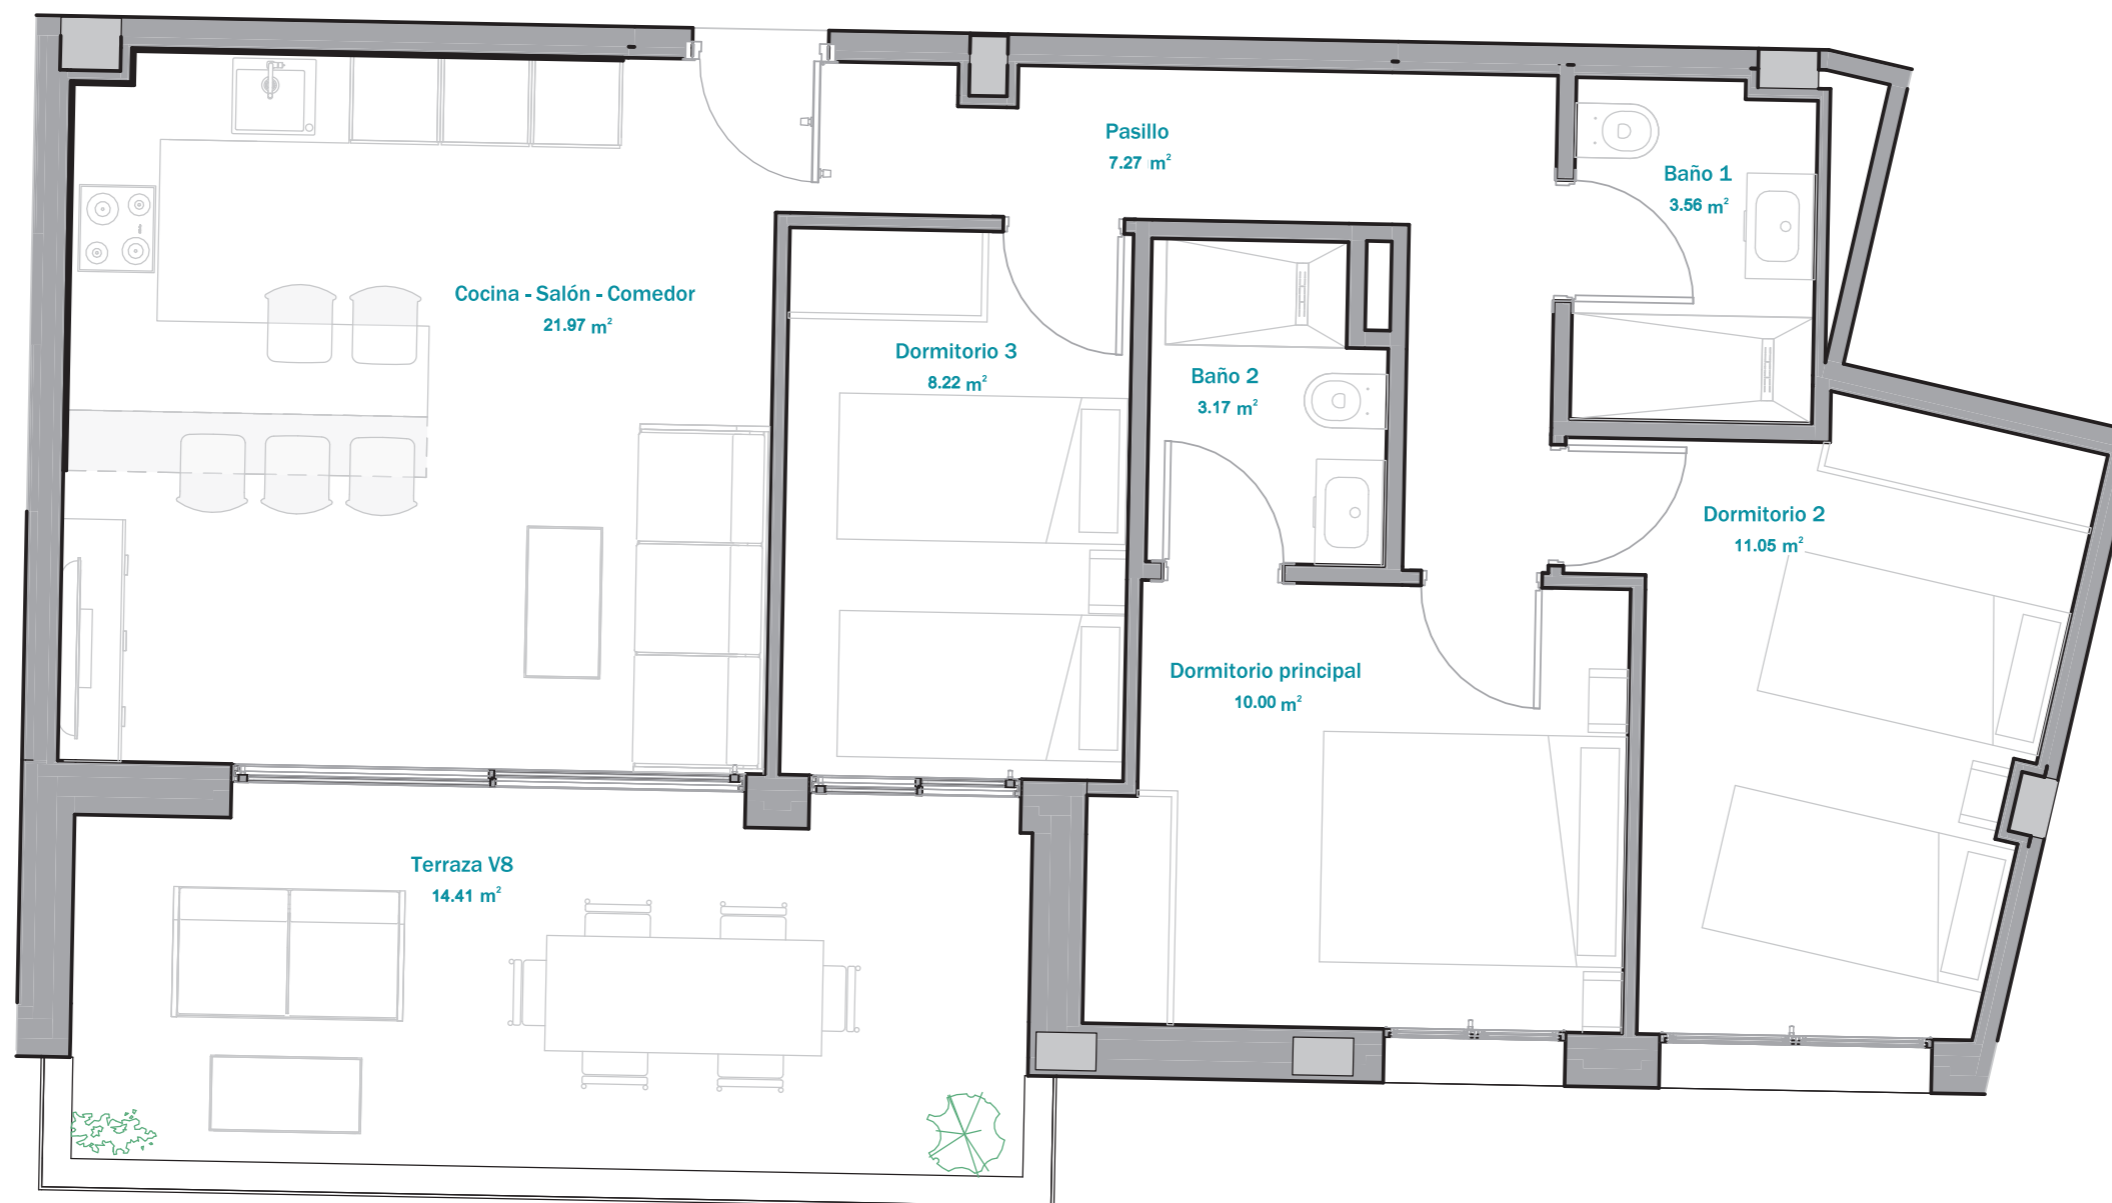 Pasillo
7.27 m²
Baño 1
3.56 m²
Cocina - Salón - Comedor
21.97 m²
Dormitorio 3
8.22 m²
Baño 2
3.17 m²
Dormitorio 2
11.05 m²
Dormitorio principal
10.00 m²
Terraza V8
14.41 m²